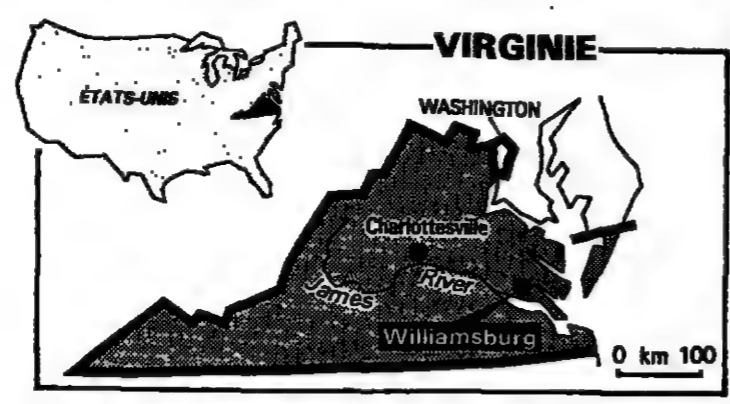 VIRGINIE
ÉTATS-UNIS
WASHINGTON
Charlottesville
James River
Williamsburg
0 km 100